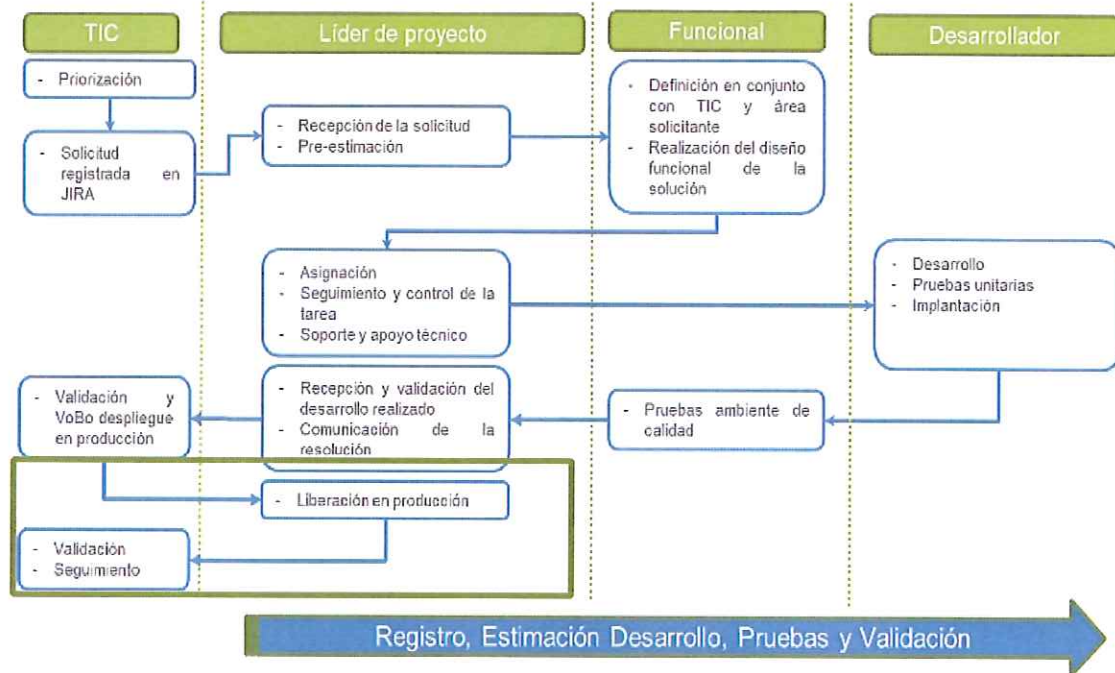 TIC
Líder de proyecto
Funcional
Desarrollador
- Priorización
- Solicitud
registrada en
JIRA
- Recepción de la solicitud
- Pre-estimación
- Definición en conjunto
con TIC y área
solicitante
- Realización del diseño
funcional de la
solución
- Asignación
- Seguimiento y control de la
tarea
- Soporte y apoyo técnico
- Desarrollo
- Pruebas unitarias
- Implantación
- Pruebas ambiente de
calidad
- Recepción y validación del
desarrollo realizado
- Comunicación de la
resolución
- Validación y
VoBo despliegue
en producción
- Liberación en producción
- Validación
- Seguimiento
Registro, Estimación Desarrollo, Pruebas y Validación